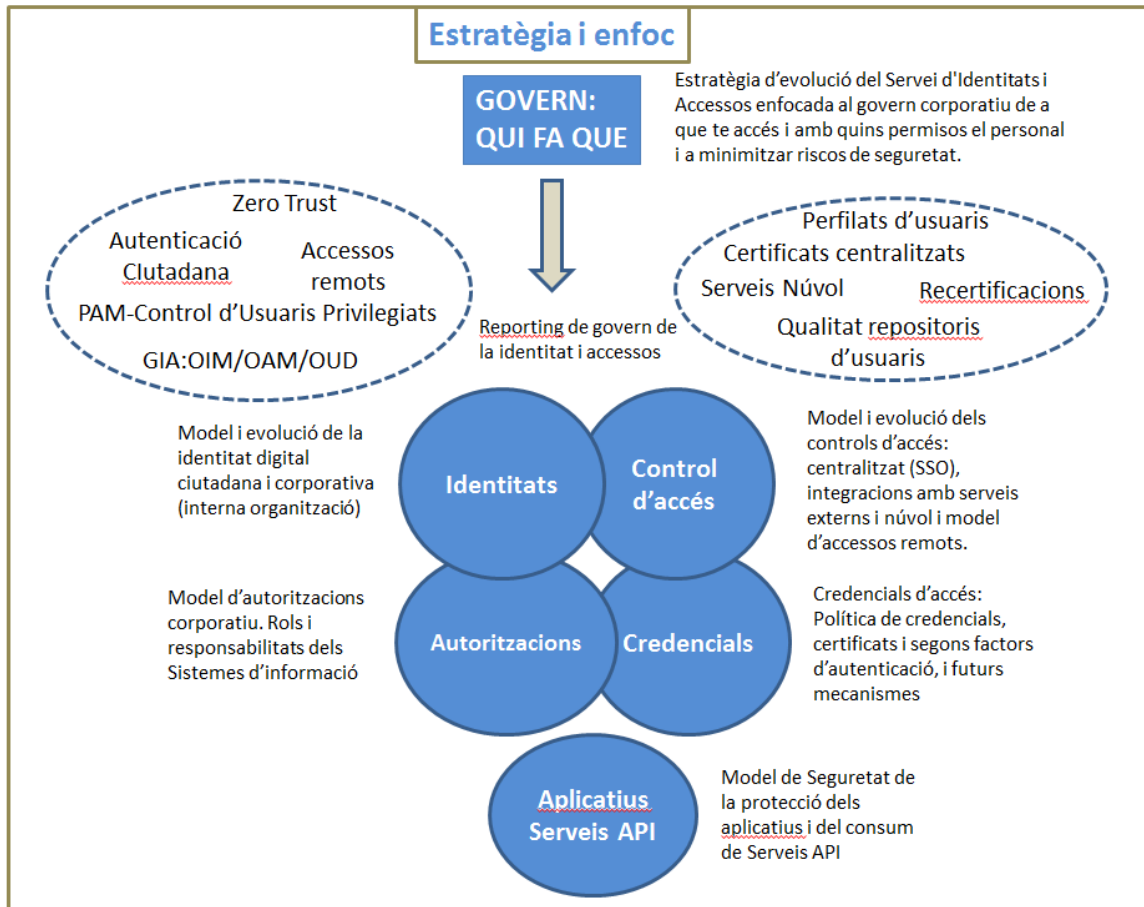 Estratègia i enfoc
GOVERN:
QUI FA QUE
Estratègia d’evolució del Servei d'Identitats i
Accessos enfocada al govern corporatiu de a
que te accés i amb quins permisos el personal
i a minimitzar riscos de seguretat.
Zero Trust
Autenticació
CIutadana
Accessos
remots
PAM-Control d’Usuaris Privilegiats
GIA:OIM/OAM/OUD
Perfilats d’usuaris
Certificats centralitzats
Serveis Núvol
Recertificacions
Qualitat repositoris
d’usuaris
Reporting de govern de
la identitat i accessos
Model i evolució de la
identitat digital
ciutadana i corporativa
(interna organització)
Identitats
Control
d’accés
Model i evolució dels
controls d’accés:
centralitzat (SSO),
integracions amb serveis
externs i núvol i model
d’accessos remots.
Model d’autoritzacions
corporatiu. Rols i
responsabilitats dels
Sistemes d’informació
Autoritzacions
Credencials
Credencials d’accés:
Política de credencials,
certificats i segons factors
d’autenticació, i futurs
mecanismes
Aplicatius
Serveis API
Model de Seguretat de
la protecció dels
aplicatius i del consum
de Serveis API